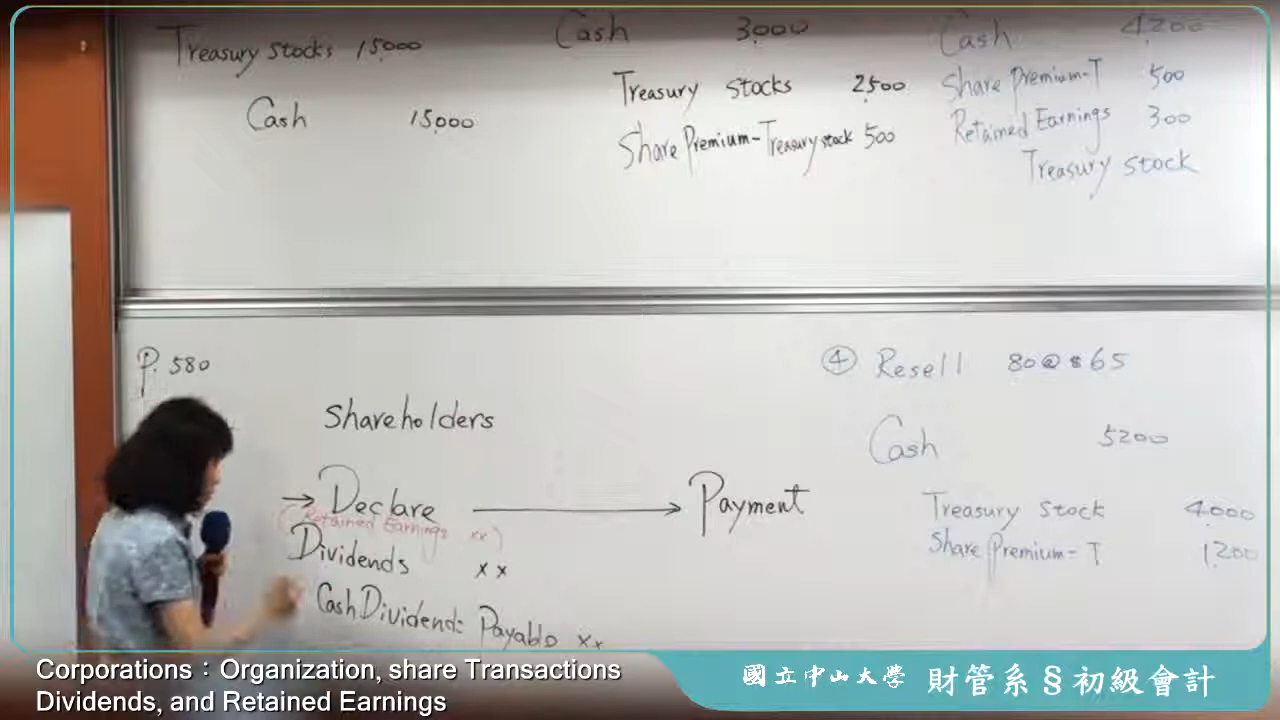 Treasury stocks 15,000
Cash 15,000
Cash 3,000
Treasury stocks 2,500
Share Premium-Treasury stock 500
Cash 4,200
Share Premium-T 500
Retained Earnings 300
Treasury stock
P. 580
Shareholders
→ Declare → Payment
(Retained Earnings xx)
Dividends xx
Cash Dividends Payable xx
④ Resell 80@$65
Cash 5200
Treasury stock 4,000
Share Premium-T 1,200
Corporations：Organization, share Transactions
Dividends, and Retained Earnings
國立中山大學 財管系§初級會計